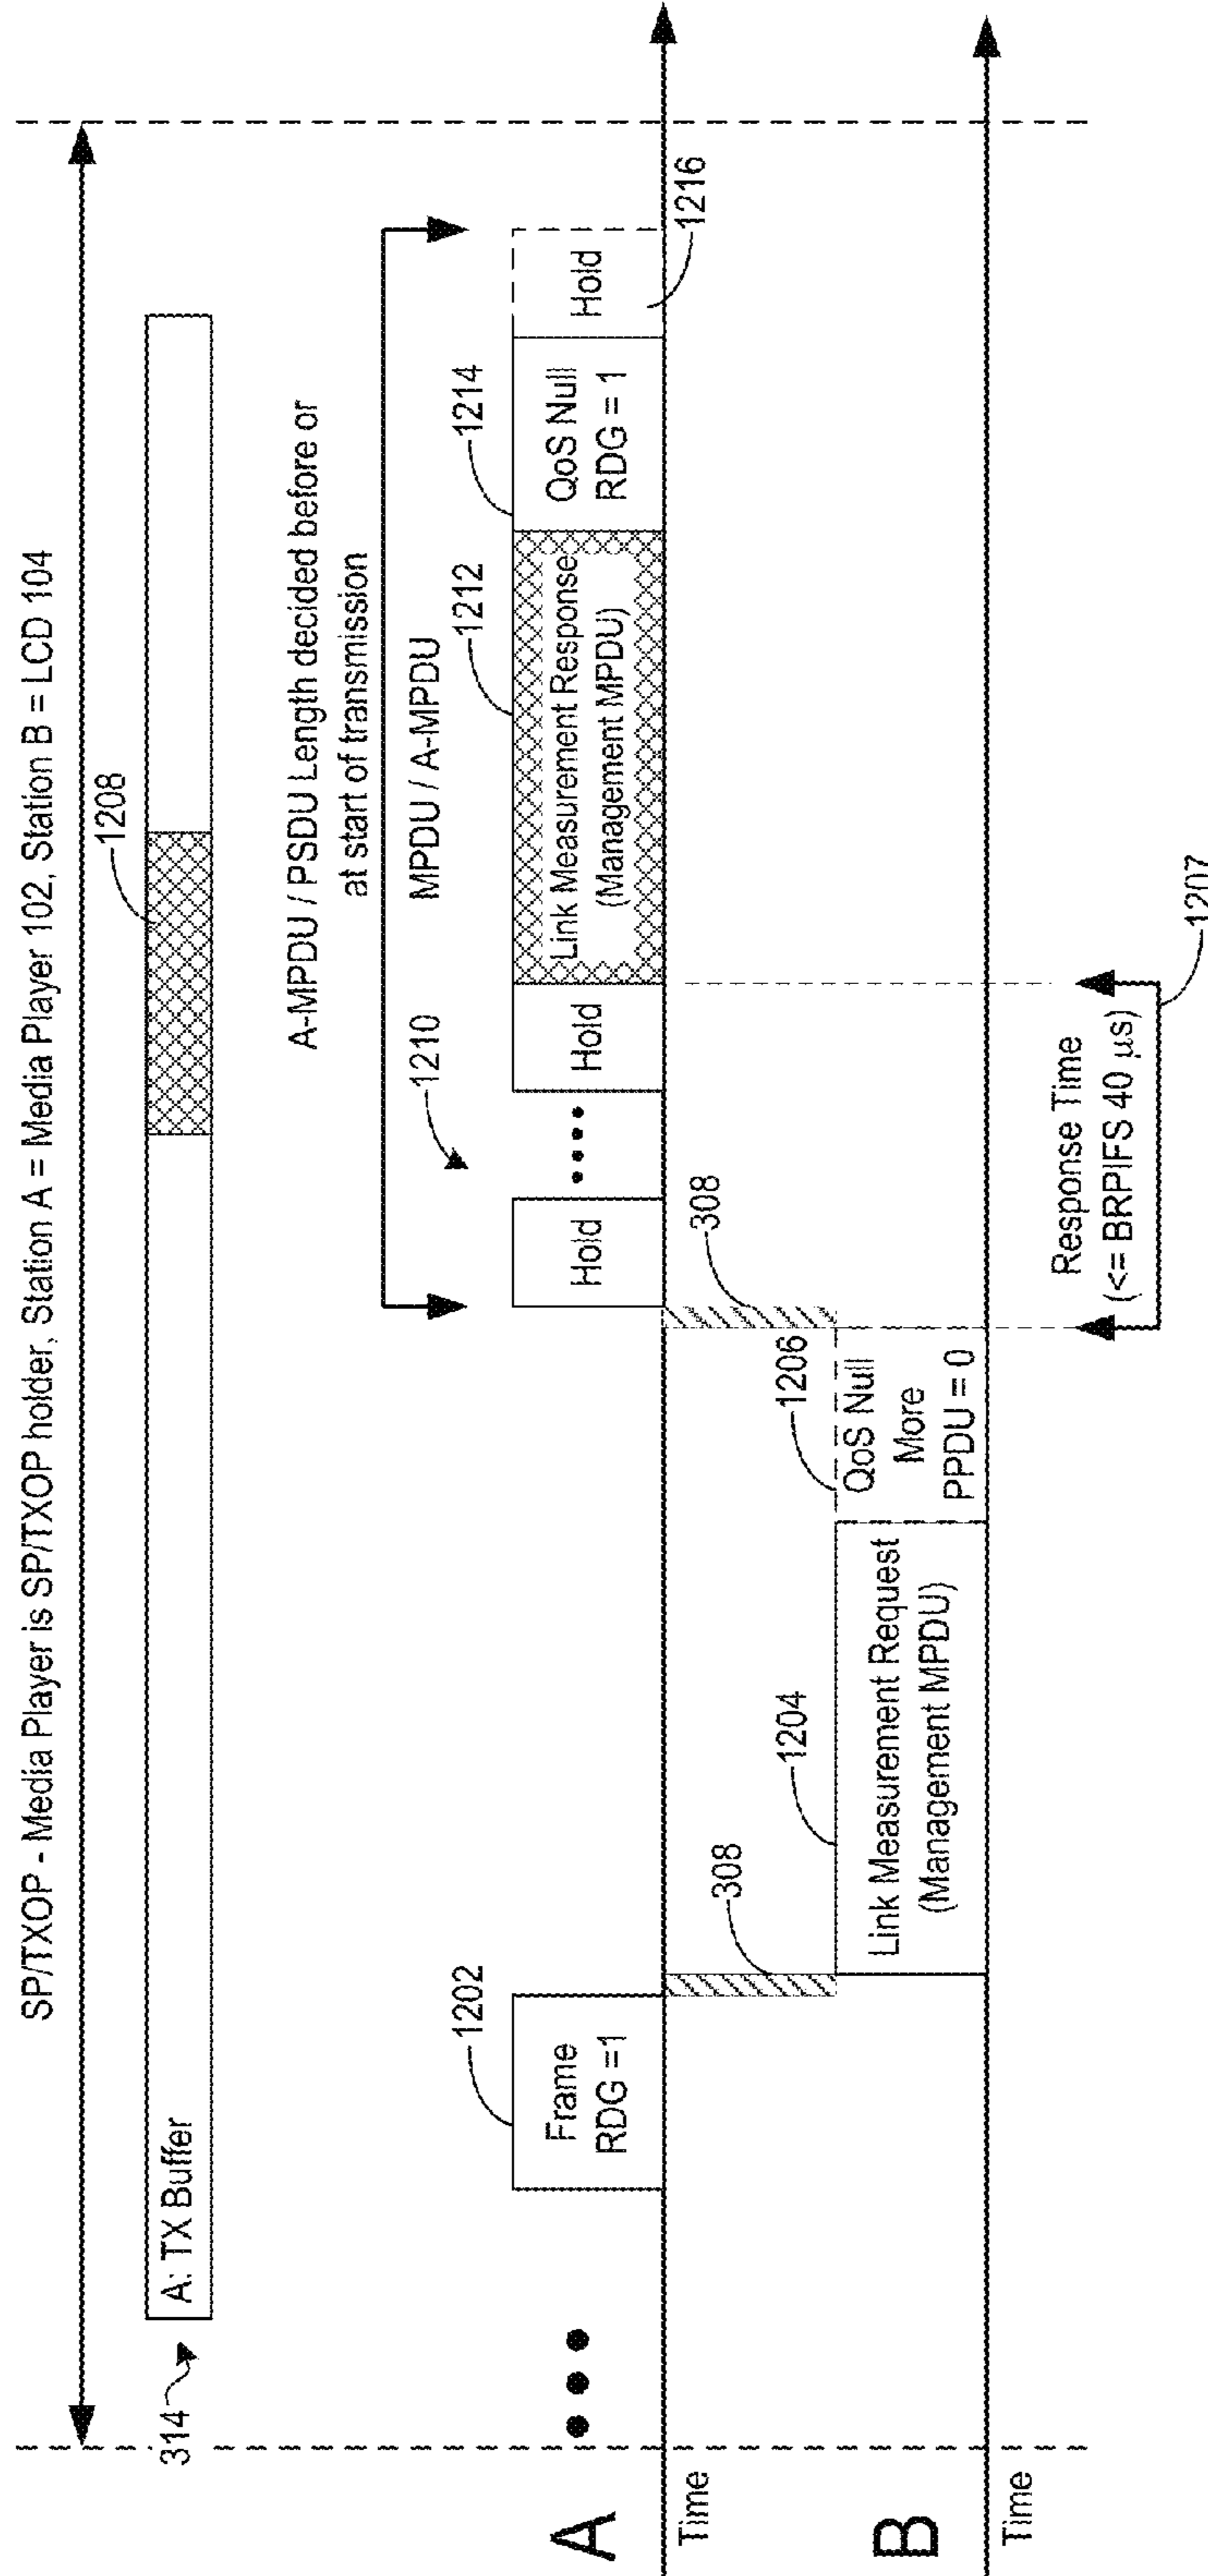 SP/TXOP - Media Player is SP/TXOP holder, Station A = Media Player 102, Station B = LCD 104
314
A: TX Buffer
1208
A-MPDU / PSDU Length decided before or
at start of transmission
1210
MPDU / A-MPDU
1212
1214
1202
A
Frame
RDG =1
Hold
Hold
Link Measurement Response
(Management MPDU)
QoS Null
RDG = 1
Hold
1216
Time
308
308
1204
1206
B
Link Measurement Request
(Management MPDU)
QoS Null
More
PPDU = 0
Time
Response Time
(<= BRPIFS 40 µs)
1207